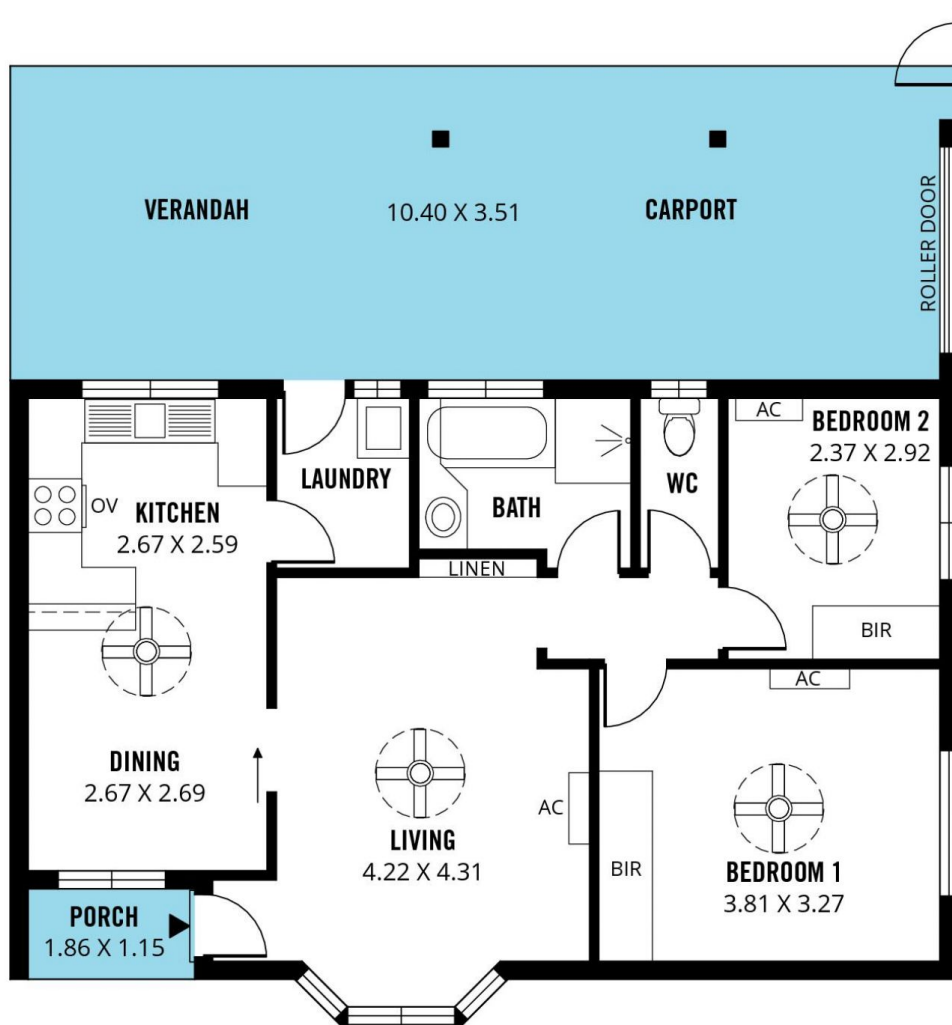 VERANDAH
10.40 X 3.51
CARPORT
ROLLER DOOR
AC
BEDROOM 2
2.37 X 2.92
LAUNDRY
WC
OV
KITCHEN
2.67 X 2.59
BATH
LINEN
BIR
AC
DINING
2.67 X 2.69
AC
LIVING
4.22 X 4.31
BIR
BEDROOM 1
3.81 X 3.27
PORCH
1.86 X 1.15